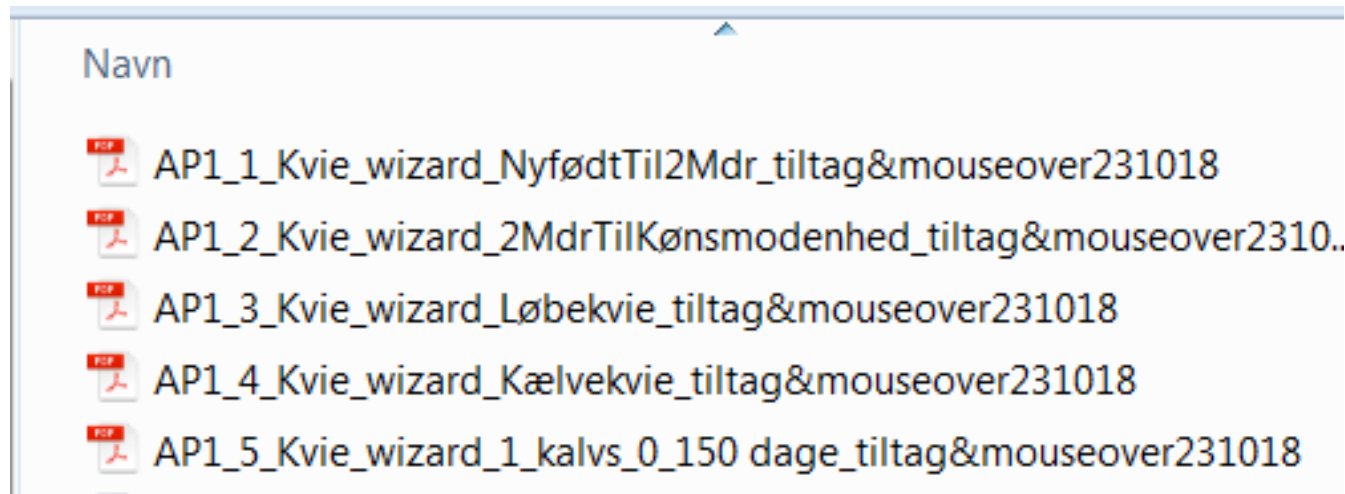 Navn
AP1_1_Kvie_wizard_NyfødtTil2Mdr_tiltag&mouseover231018
AP1_2_Kvie_wizard_2MdrTilKønsmodenhed_tiltag&mouseover2310..
AP1_3_Kvie_wizard_Løbekvie_tiltag&mouseover231018
AP1_4_Kvie_wizard_Kælvekvie_tiltag&mouseover231018
AP1_5_Kvie_wizard_1_kalvs_0_150 dage_tiltag&mouseover231018